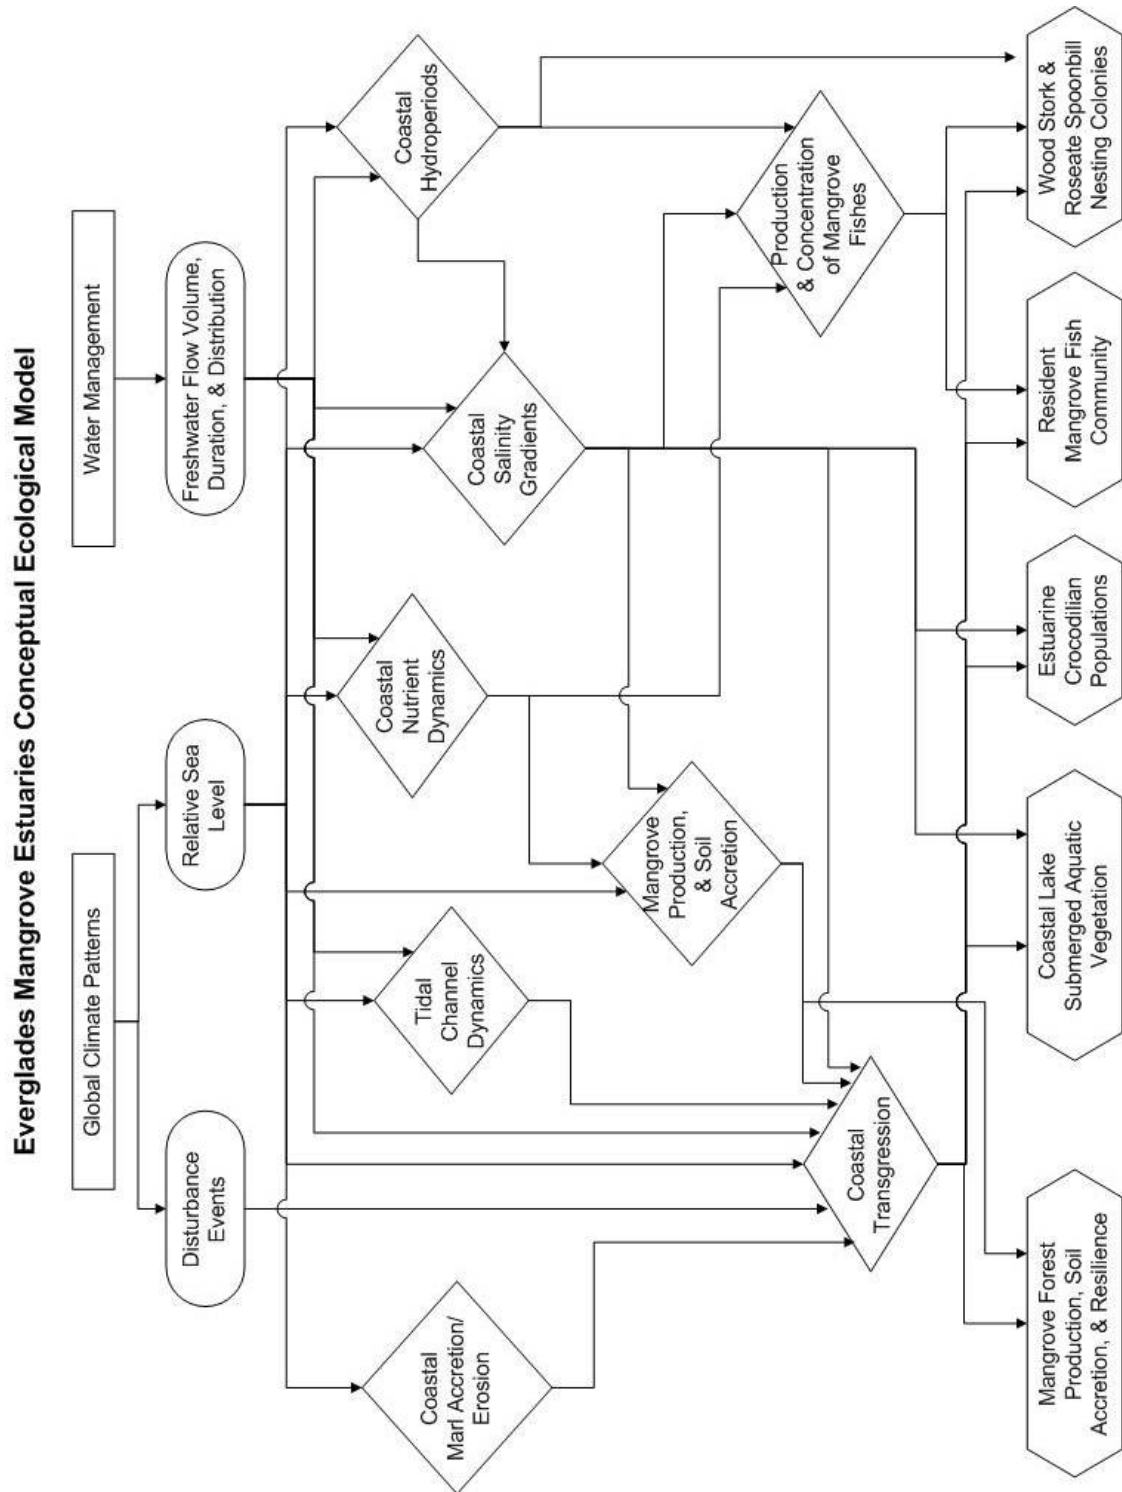 Everglades Mangrove Estuaries Conceptual Ecological Model
Global Climate Patterns
Water Management
Disturbance
Events
Relative Sea
Level
Freshwater Flow Volume,
Duration, & Distribution
Coastal
Marl Accretion/
Erosion
Tidal
Channel
Dynamics
Coastal
Nutrient
Dynamics
Coastal
Salinity
Gradients
Coastal
Hydroperiods
Mangrove
Production,
& Soil
Accretion
Production
& Concentration
of Mangrove
Fishes
Coastal
Transgression
Mangrove Forest
Production, Soil
Accretion, & Resilience
Coastal Lake
Submerged Aquatic
Vegetation
Estuarine
Crocodilian
Populations
Resident
Mangrove Fish
Community
Wood Stork &
Roseate Spoonbill
Nesting Colonies